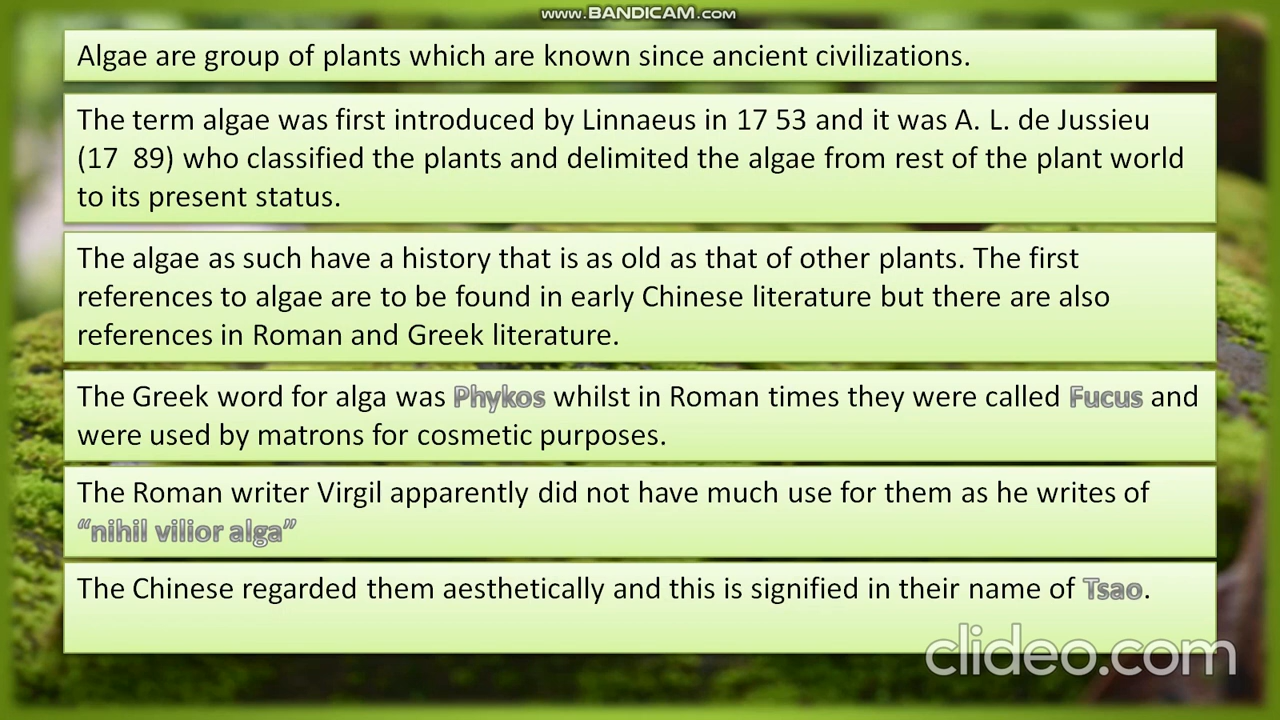 www.BANDICAM.com
Algae are group of plants which are known since ancient civilizations.
The term algae was first introduced by Linnaeus in 17 53 and it was A. L. de Jussieu
(17  89) who classified the plants and delimited the algae from rest of the plant world
to its present status.
The algae as such have a history that is as old as that of other plants. The first
references to algae are to be found in early Chinese literature but there are also
references in Roman and Greek literature.
The Greek word for alga was Phykos whilst in Roman times they were called Fucus and
were used by matrons for cosmetic purposes.
The Roman writer Virgil apparently did not have much use for them as he writes of
“nihil vilior alga”
The Chinese regarded them aesthetically and this is signified in their name of Tsao.
clideo.com